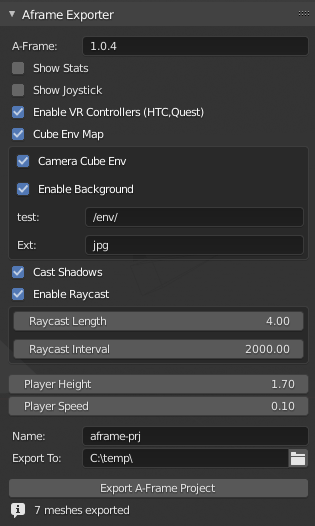 Aframe Exporter
A-Frame: 1.0.4
Show Stats
Show Joystick
Enable VR Controllers (HTC,Quest)
Cube Env Map
Camera Cube Env
Enable Background
test: /env/
Ext: jpg
Cast Shadows
Enable Raycast
Raycast Length 4.00
Raycast Interval 2000.00
Player Height 1.70
Player Speed 0.10
Name: aframe-prj
Export To: C:\temp\
Export A-Frame Project
7 meshes exported